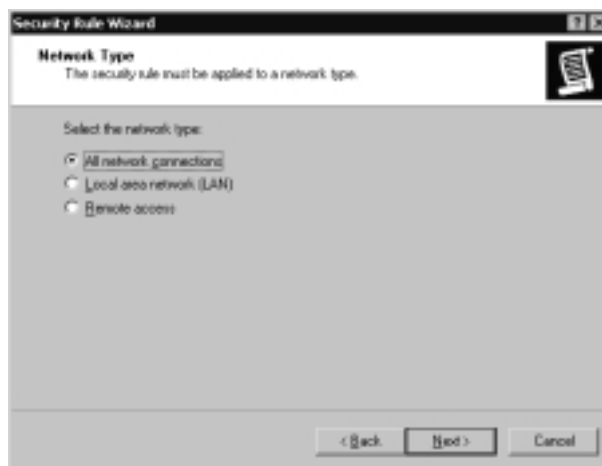 Security Rule Wizard
Network Type
The security rule must be applied to a network type.
Select the network type:
All network connections
Local area network (LAN)
Remote access
< Back
Next >
Cancel